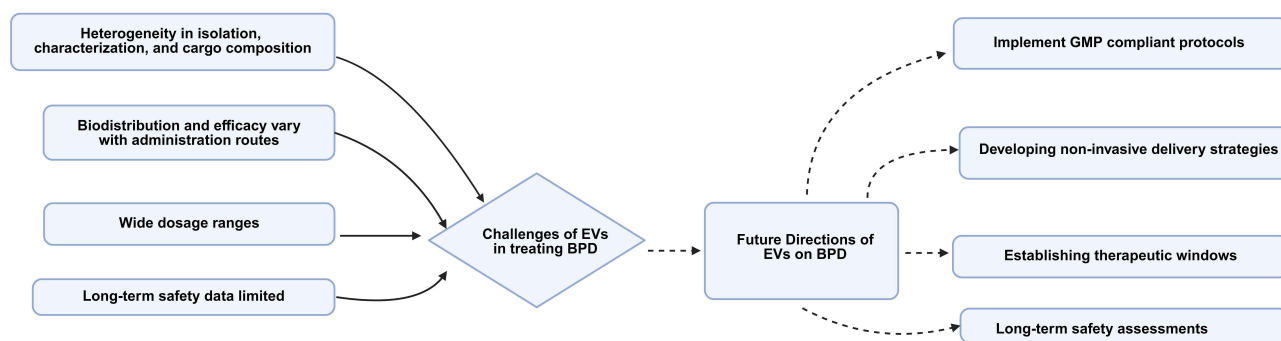 Heterogeneity in isolation,
characterization, and cargo composition
Biodistribution and efficacy vary
with administration routes
Wide dosage ranges
Long-term safety data limited
Challenges of EVs
in treating BPD
Future Directions of
EVs on BPD
Implement GMP compliant protocols
Developing non-invasive delivery strategies
Establishing therapeutic windows
Long-term safety assessments